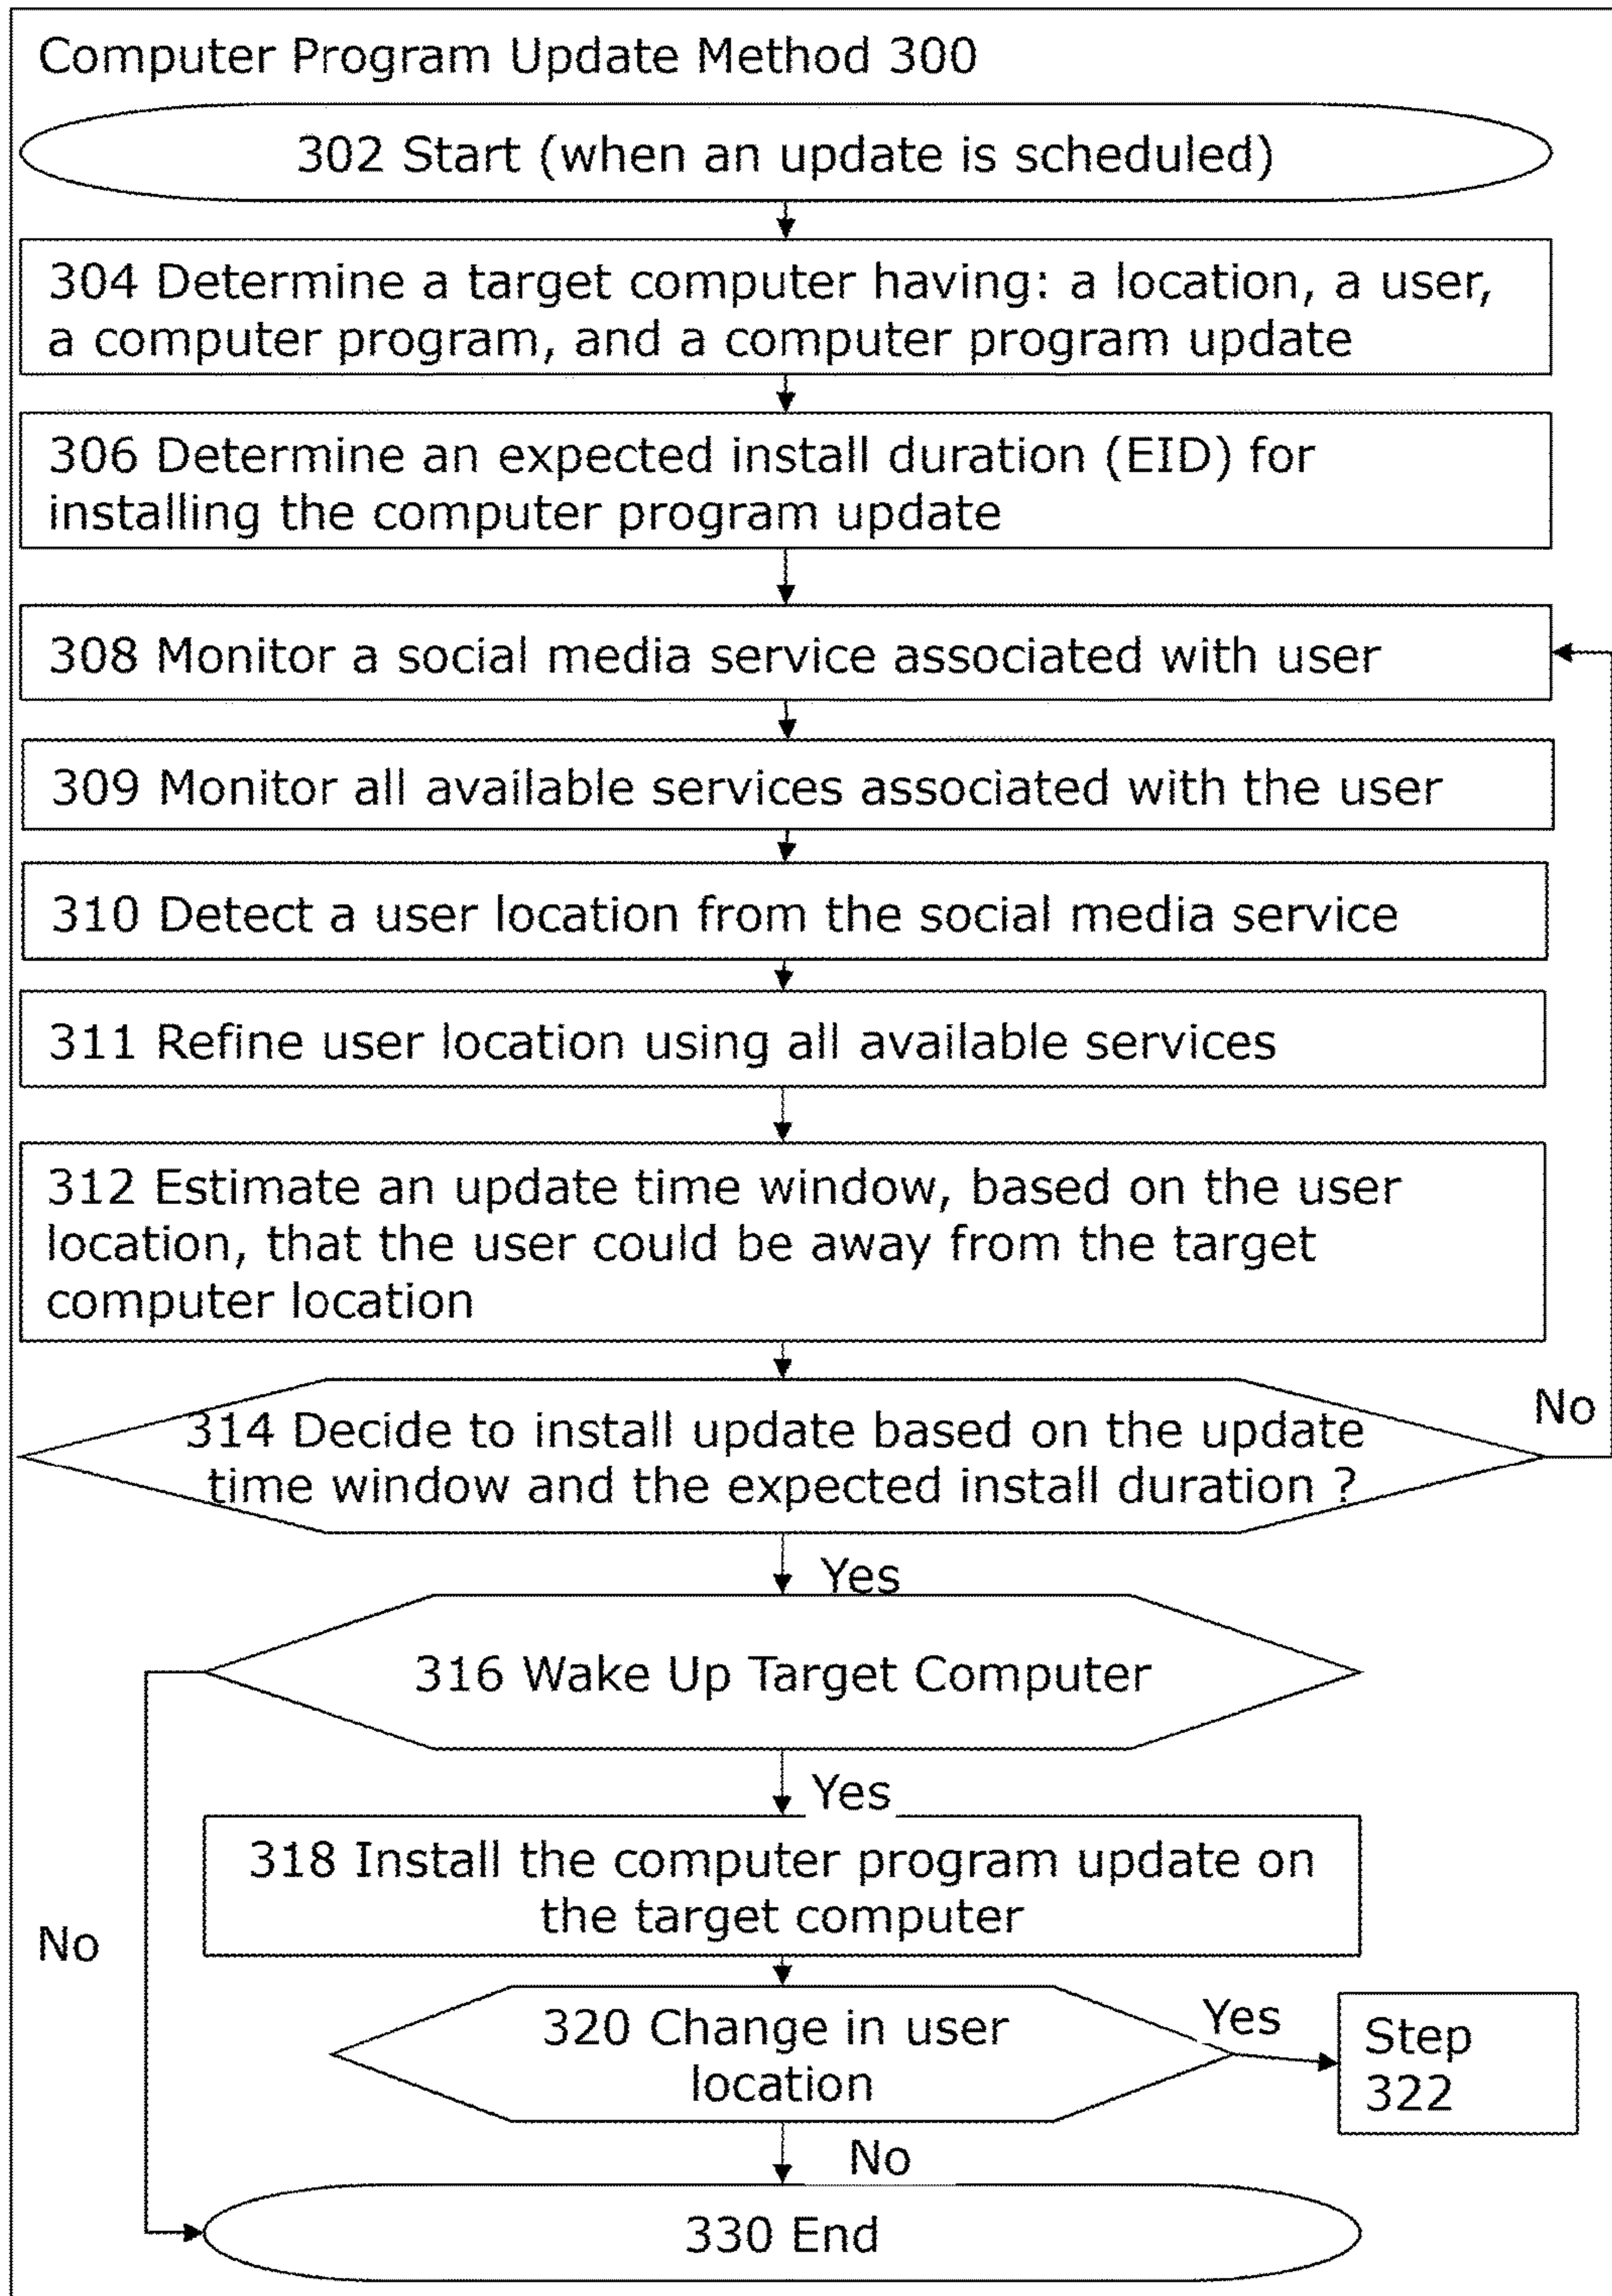 Computer Program Update Method 300
302 Start (when an update is scheduled)
304 Determine a target computer having: a location, a user,
a computer program, and a computer program update
306 Determine an expected install duration (EID) for
installing the computer program update
308 Monitor a social media service associated with user
309 Monitor all available services associated with the user
310 Detect a user location from the social media service
311 Refine user location using all available services
312 Estimate an update time window, based on the user
location, that the user could be away from the target
computer location
No
314 Decide to install update based on the update
time window and the expected install duration ?
Yes
316 Wake Up Target Computer
Yes
318 Install the computer program update on
the target computer
No
320 Change in user
location
Yes
Step
322
No
330 End